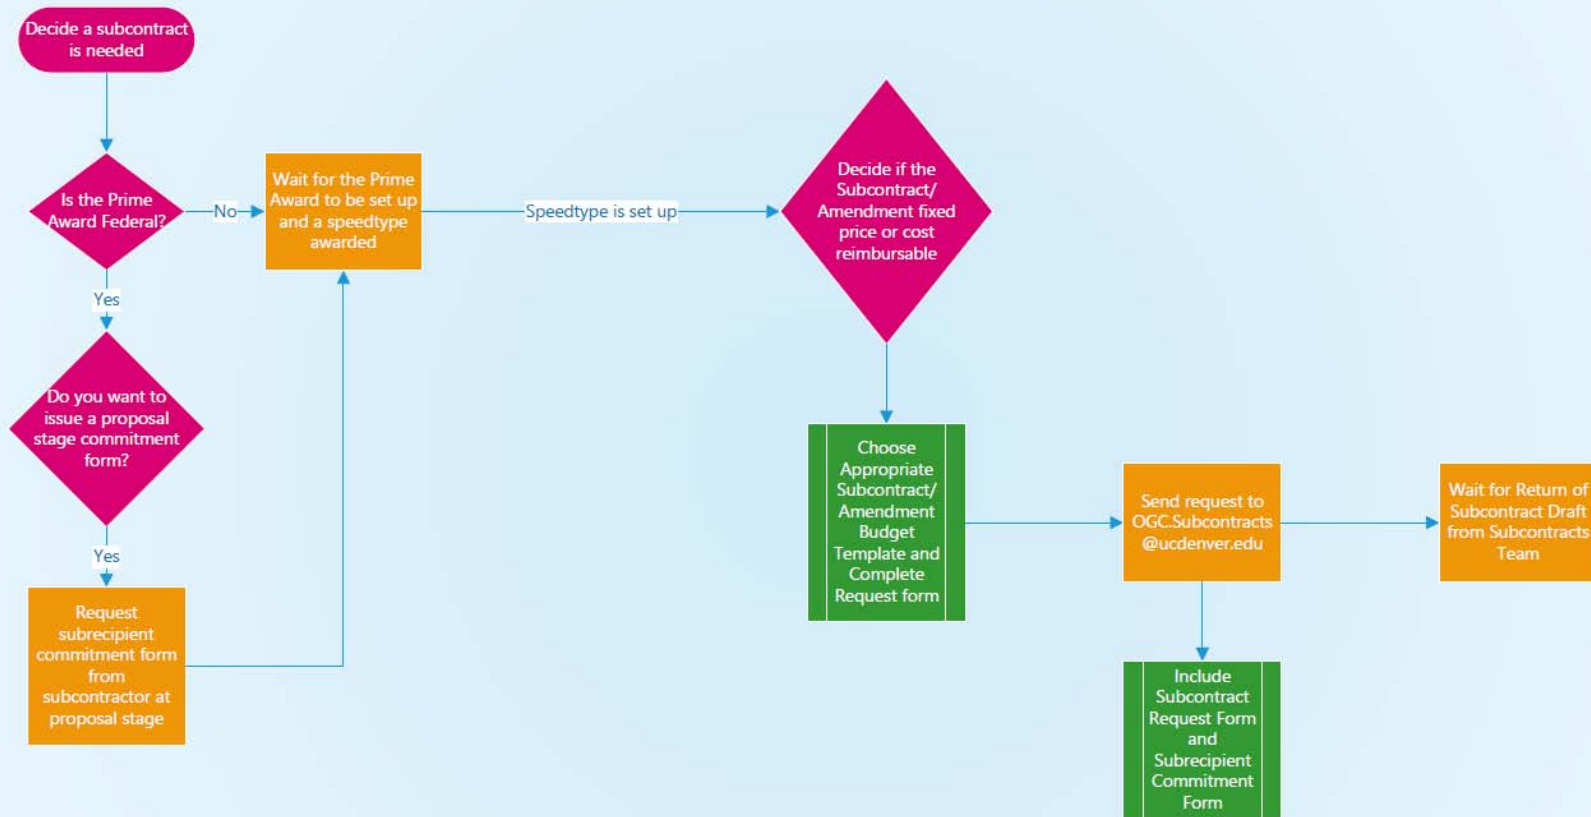 Decide a subcontract
is needed
Is the Prime
Award Federal?
No
Wait for the Prime
Award to be set up
and a speedtype
awarded
Speedtype is set up
Decide if the
Subcontract/
Amendment fixed
price or cost
reimbursable
Yes
Do you want to
issue a proposal
stage commitment
form?
Yes
Request
subrecipient
commitment form
from
subcontractor at
proposal stage
Choose
Appropriate
Subcontract/
Amendment
Budget
Template and
Complete
Request form
Send request to
OGC.Subcontracts
@ucdenver.edu
Wait for Return of
Subcontract Draft
from Subcontracts
Team
Include
Subcontract
Request Form
and
Subrecipient
Commitment
Form